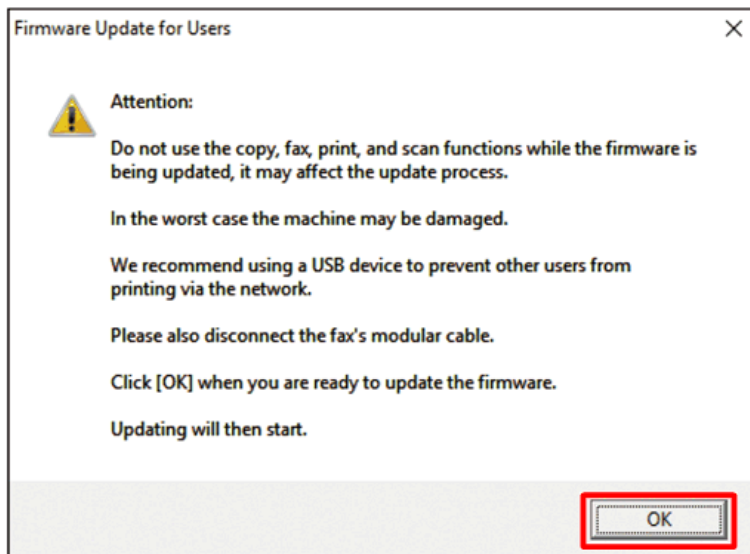 Firmware Update for Users
Attention:
Do not use the copy, fax, print, and scan functions while the firmware is
being updated, it may affect the update process.
In the worst case the machine may be damaged.
We recommend using a USB device to prevent other users from
printing via the network.
Please also disconnect the fax's modular cable.
Click [OK] when you are ready to update the firmware.
Updating will then start.
OK